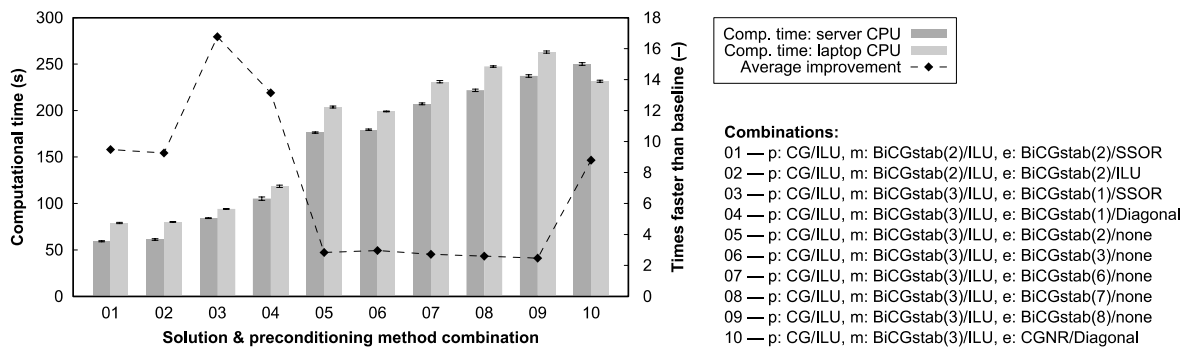 300
250
200
150
100
50
0
Computational time (s)
18
16
14
12
10
8
6
4
2
0
Times faster than baseline (–)
01 02 03 04 05 06 07 08 09 10
Solution & preconditioning method combination
Comp. time: server CPU
Comp. time: laptop CPU
Average improvement
Combinations:
01 — p: CG/ILU, m: BiCGstab(2)/ILU, e: BiCGstab(2)/SSOR
02 — p: CG/ILU, m: BiCGstab(2)/ILU, e: BiCGstab(2)/ILU
03 — p: CG/ILU, m: BiCGstab(3)/ILU, e: BiCGstab(1)/SSOR
04 — p: CG/ILU, m: BiCGstab(3)/ILU, e: BiCGstab(1)/Diagonal
05 — p: CG/ILU, m: BiCGstab(3)/ILU, e: BiCGstab(2)/none
06 — p: CG/ILU, m: BiCGstab(3)/ILU, e: BiCGstab(3)/none
07 — p: CG/ILU, m: BiCGstab(3)/ILU, e: BiCGstab(6)/none
08 — p: CG/ILU, m: BiCGstab(3)/ILU, e: BiCGstab(7)/none
09 — p: CG/ILU, m: BiCGstab(3)/ILU, e: BiCGstab(8)/none
10 — p: CG/ILU, m: BiCGstab(3)/ILU, e: CGNR/Diagonal